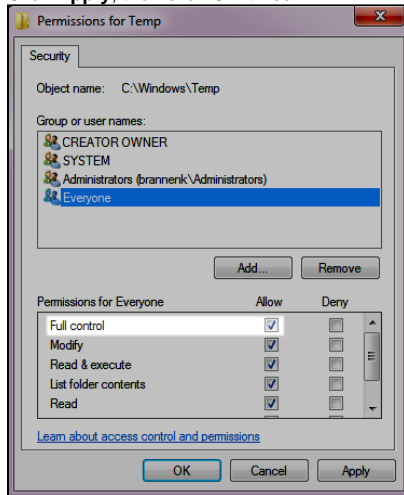 Permissions for Temp
Security
Object name: C:\Windows\Temp
Group or user names:
CREATOR OWNER
SYSTEM
Administrators (brannenk\Administrators)
Everyone
Add... Remove
Permissions for Everyone Allow Deny
Full control
Modify
Read & execute
List folder contents
Read
Learn about access control and permissions
OK Cancel Apply